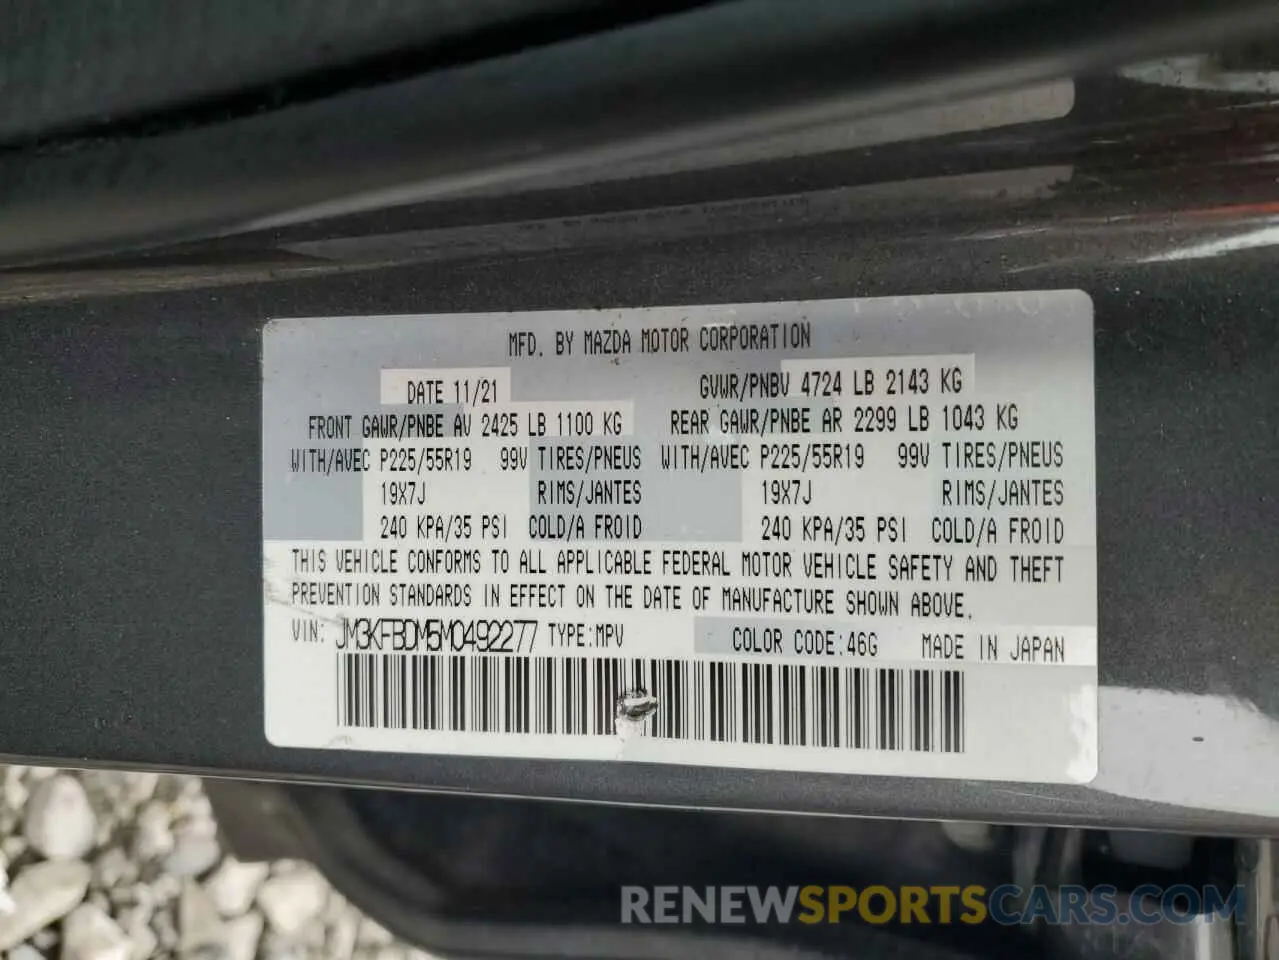 MFD. BY MAZDA MOTOR CORPORATION
DATE 11/21 GVWR/PNBV 4724 LB 2143 KG
FRONT GAWR/PNBE AV 2425 LB 1100 KG REAR GAWR/PNBE AR 2299 LB 1043 KG
WITH/AVEC P225/55R19 99V TIRES/PNEUS WITH/AVEC P225/55R19 99V TIRES/PNEUS
19X7J RIMS/JANTES 19X7J RIMS/JANTES
240 KPA/35 PSI COLD/A FROID 240 KPA/35 PSI COLD/A FROID
THIS VEHICLE CONFORMS TO ALL APPLICABLE FEDERAL MOTOR VEHICLE SAFETY AND THEFT
PREVENTION STANDARDS IN EFFECT ON THE DATE OF MANUFACTURE SHOWN ABOVE.
VIN: JM3KFBDM5M0492277 TYPE:MPV COLOR CODE:46G MADE IN JAPAN
RENEWSPORTSCARS.COM